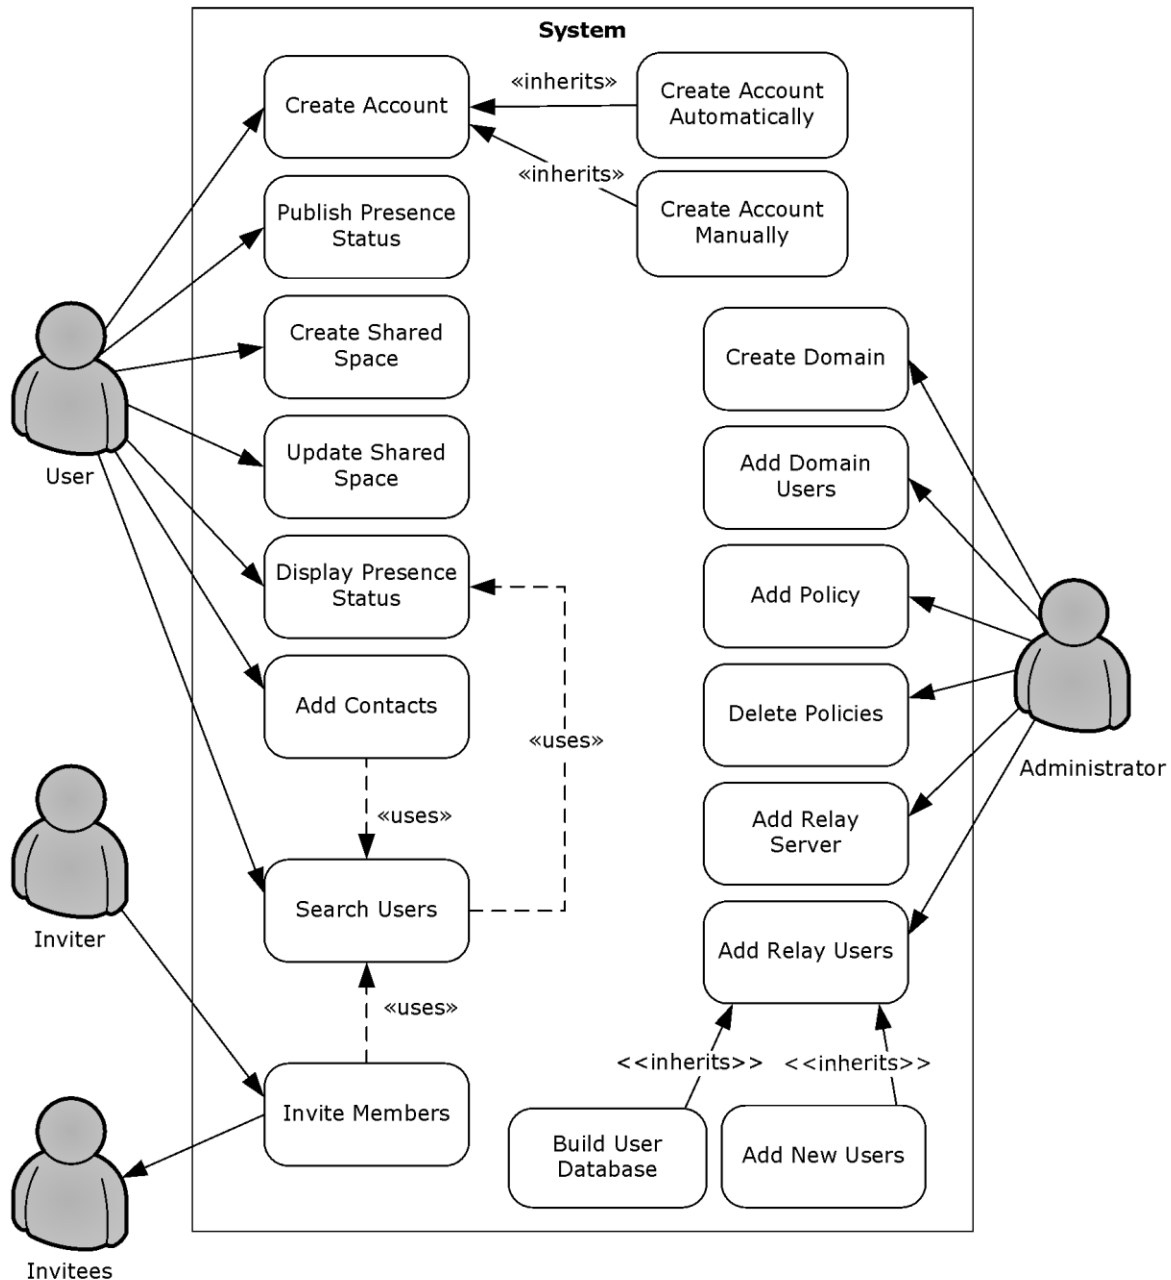 System
Create Account
«inherits»
Create Account
Automatically
«inherits»
Create Account
Manually
Publish Presence
Status
Create Shared
Space
Update Shared
Space
Display Presence
Status
Add Contacts
«uses»
«uses»
Search Users
«uses»
Invite Members
User
Inviter
Invitees
Create Domain
Add Domain
Users
Add Policy
Delete Policies
Add Relay
Server
Add Relay Users
<<inherits>>
<<inherits>>
Build User
Database
Add New Users
Administrator